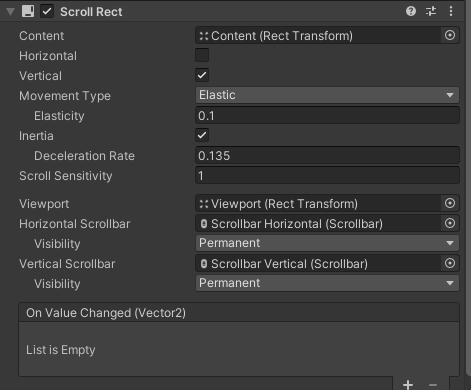 Scroll Rect
Content Content (Rect Transform)
Horizontal
Vertical
Movement Type Elastic
Elasticity 0.1
Inertia
Deceleration Rate 0.135
Scroll Sensitivity 1
Viewport Viewport (Rect Transform)
Horizontal Scrollbar Scrollbar Horizontal (Scrollbar)
Visibility Permanent
Vertical Scrollbar Scrollbar Vertical (Scrollbar)
Visibility Permanent
On Value Changed (Vector2)
List is Empty